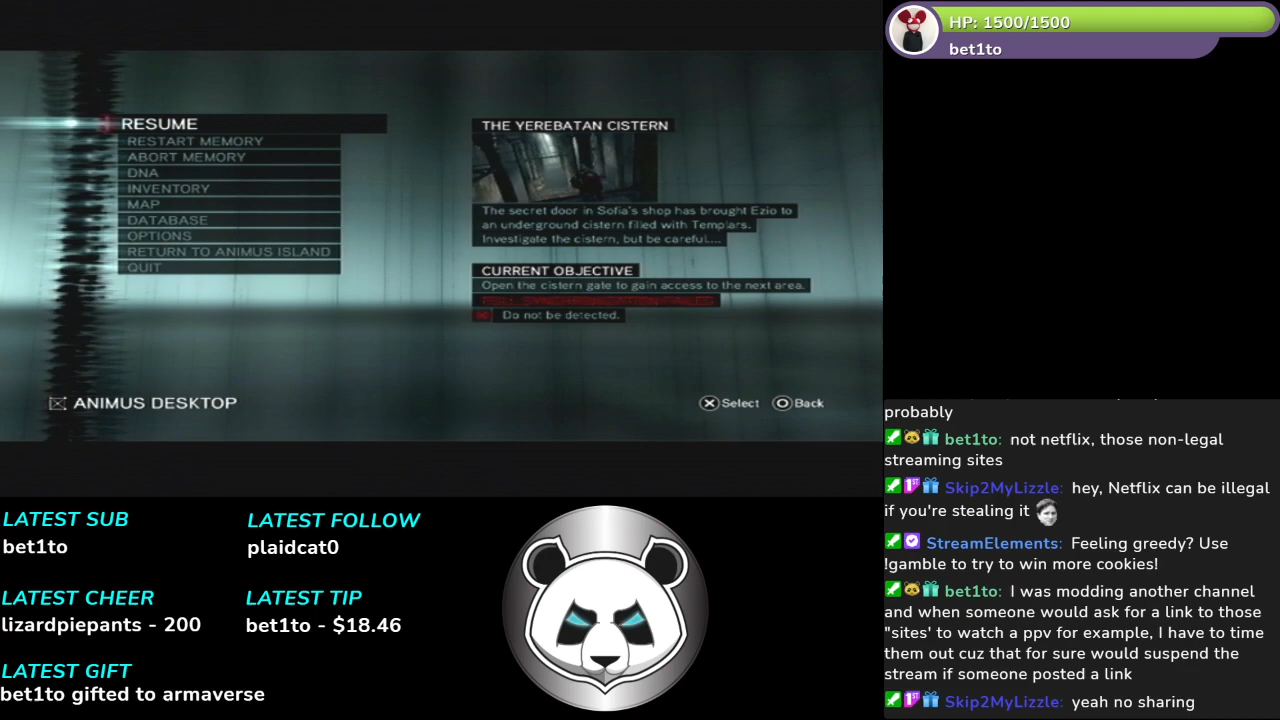 RESUME
RESTART MEMORY
ABORT MEMORY
DNA
INVENTORY
MAP
DATABASE
OPTIONS
RETURN TO ANIMUS ISLAND
QUIT
THE YEREBATAN CISTERN
The secret door in Sofia's shop has brought Ezio to
an underground cistern filled with Templars.
Investigate the cistern, but be careful....
CURRENT OBJECTIVE
Open the cistern gate to gain access to the next area.
FULL SYNCHRONIZATION FAILED
Do not be detected.
ANIMUS DESKTOP
Select
Back
HP: 1500/1500
bet1to
probably
bet1to: not netflix, those non-legal
streaming sites
1ST Skip2MyLizzle: hey, Netflix can be illegal
if you're stealing it
StreamElements: Feeling greedy? Use
!gamble to try to win more cookies!
bet1to: I was modding another channel
and when someone would ask for a link to those
"sites' to watch a ppv for example, I have to time
them out cuz that for sure would suspend the
stream if someone posted a link
1ST Skip2MyLizzle: yeah no sharing
LATEST SUB
bet1to
LATEST FOLLOW
plaidcat0
LATEST CHEER
lizardpiepants - 200
LATEST TIP
bet1to - $18.46
LATEST GIFT
bet1to gifted to armaverse